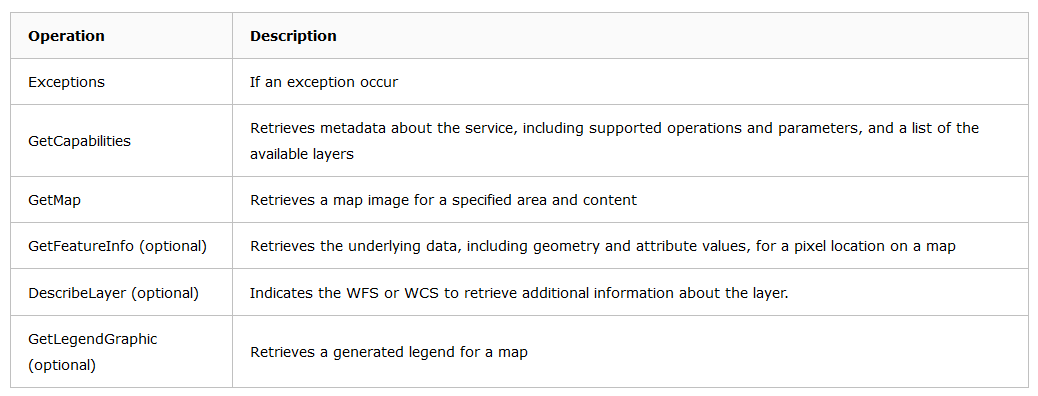 Operation Description
Exceptions If an exception occur
GetCapabilities Retrieves metadata about the service, including supported operations and parameters, and a list of the
available layers
GetMap Retrieves a map image for a specified area and content
GetFeatureInfo (optional) Retrieves the underlying data, including geometry and attribute values, for a pixel location on a map
DescribeLayer (optional) Indicates the WFS or WCS to retrieve additional information about the layer.
GetLegendGraphic
(optional)
Retrieves a generated legend for a map